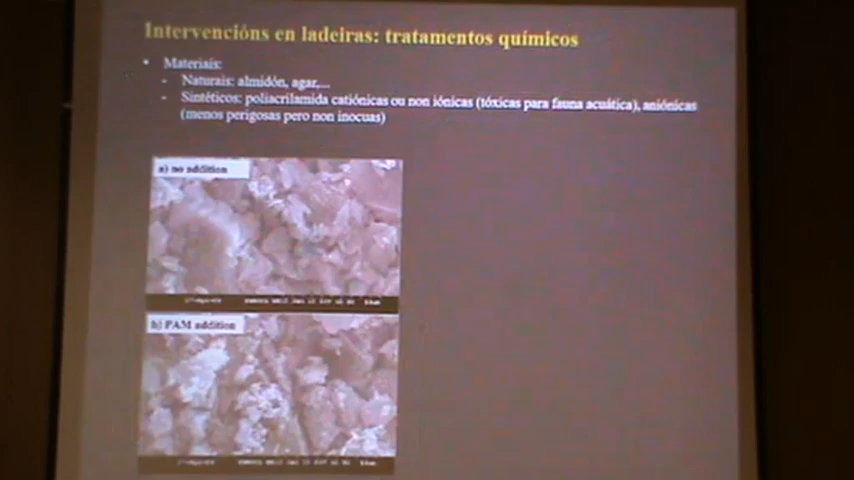 Intervencións en ladeiras: tratamentos químicos
• Materiais:
- Naturais: almidón, agar,...
- Sintéticos: poliacrilamida catiónicas ou non iónicas (tóxicas para fauna acuática), aniónicas
(menos perigosas pero non inocuas)
a) no addition
b) PAM addition